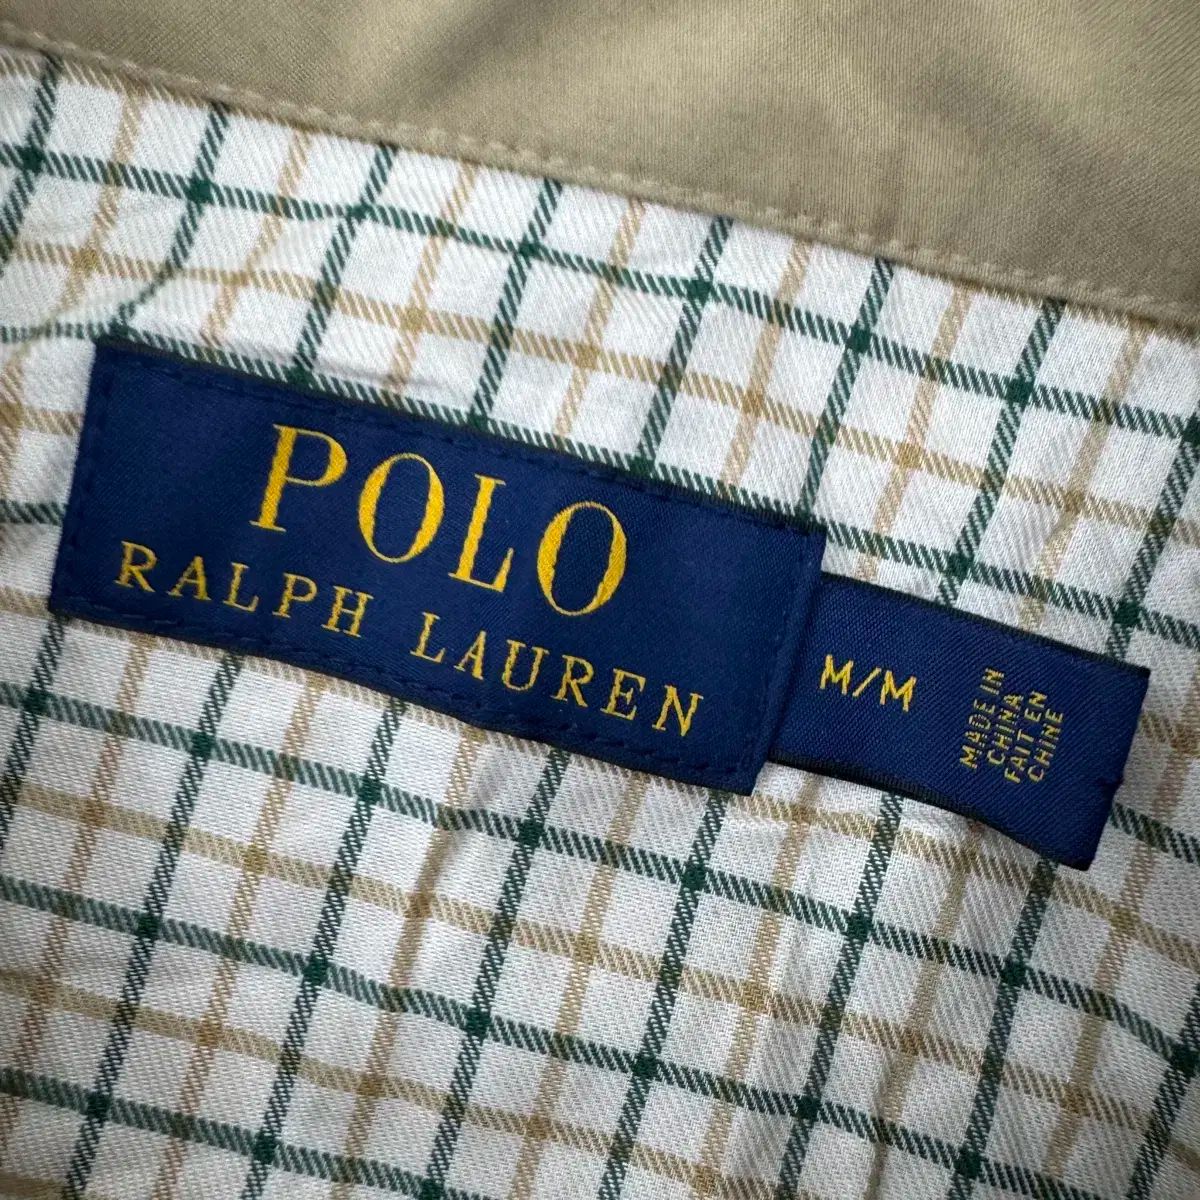 POLO
RALPH LAUREN
M/M
MADE IN
CHINA
FAIT EN
CHINE